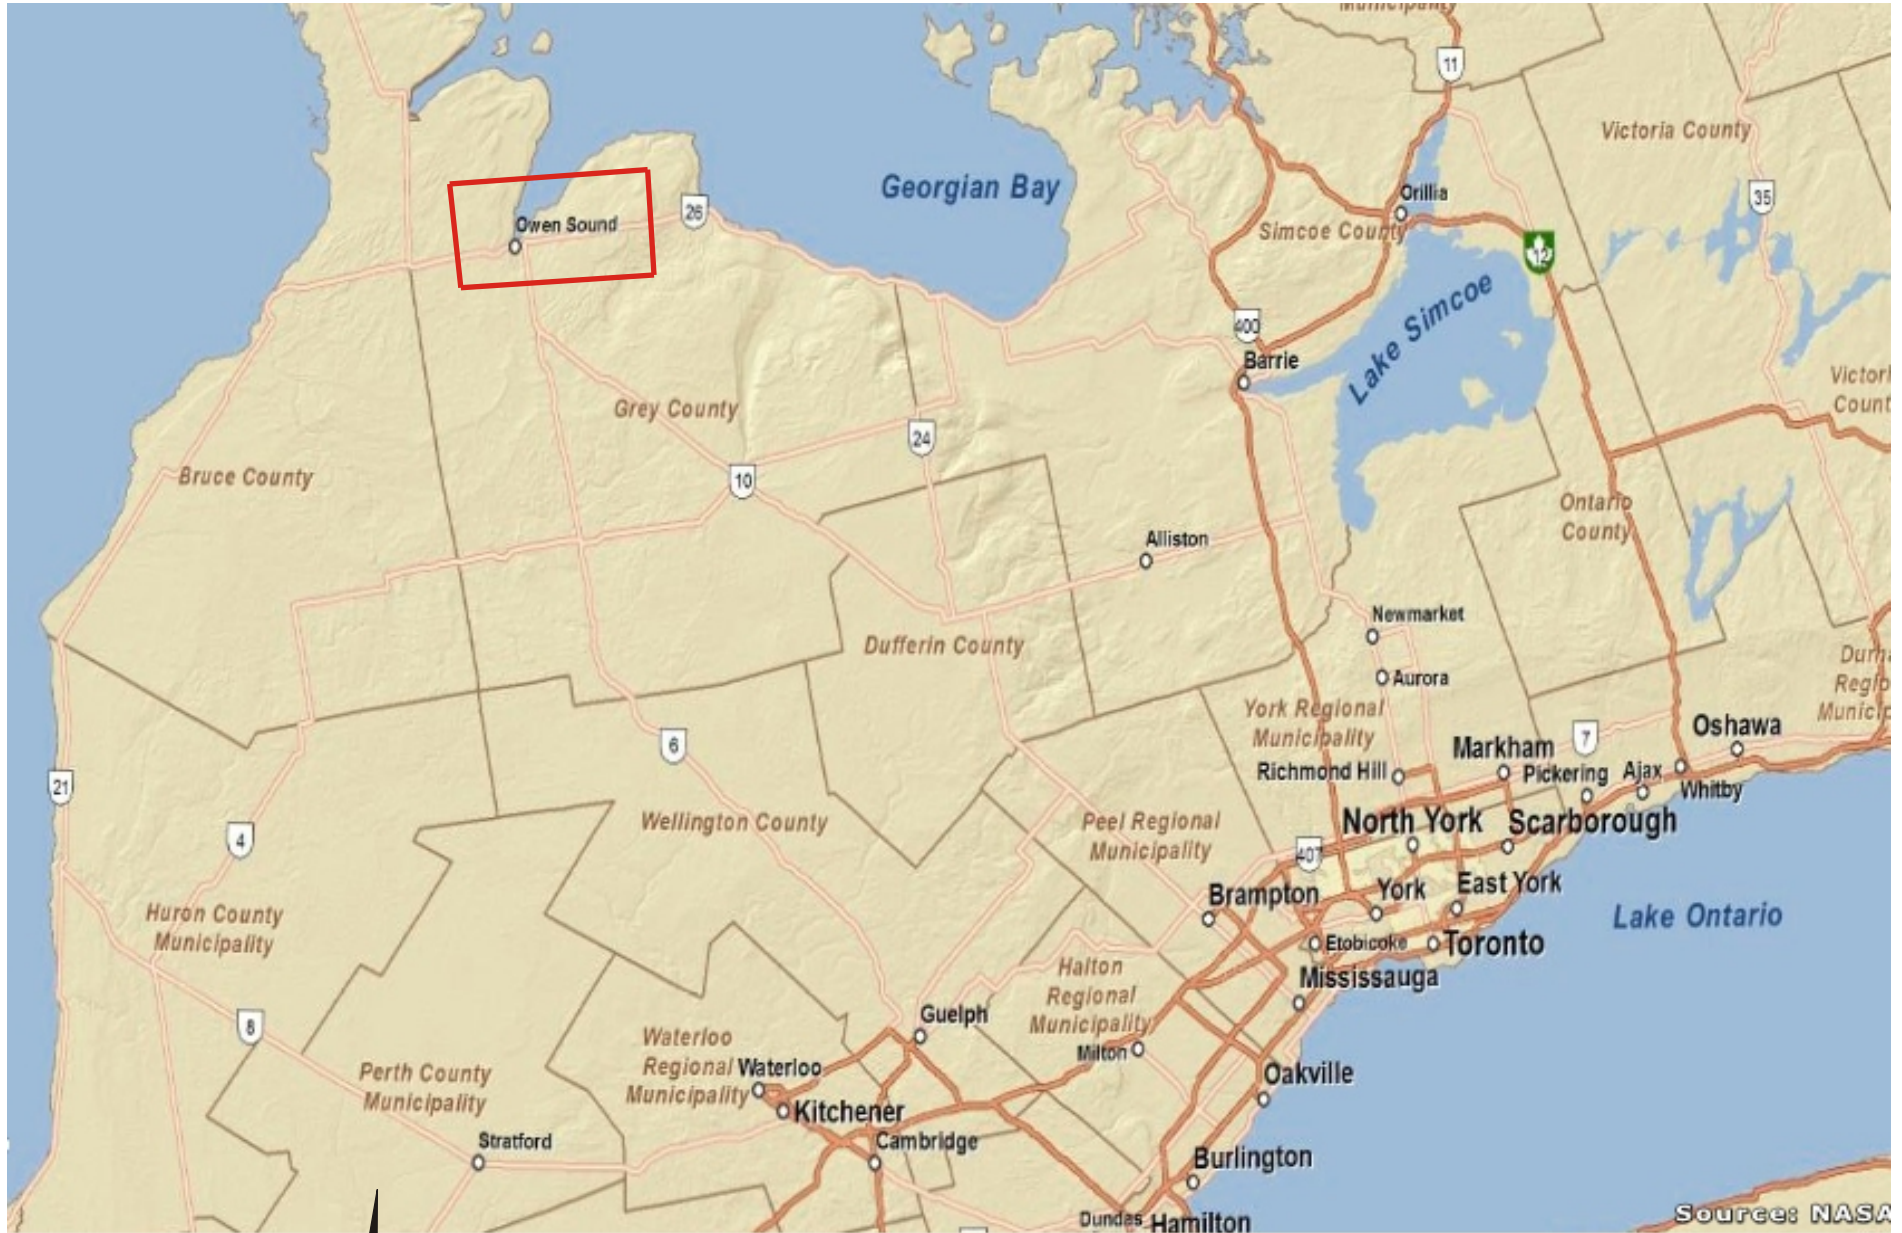 Municipality
11
Victoria County
Georgian Bay
Orillia
35
26
Owen Sound
Simcoe County
12
Lake Simcoe
400
Barrie
Grey County
24
Bruce County
10
Ontario
County
Alliston
Newmarket
Dufferin County
Aurora
York Regional
Municipality
Oshawa
7
Markham
6
Richmond Hill
Pickering
Ajax
Whitby
21
Wellington County
Peel Regional
Municipality
North York
Scarborough
4
407
Brampton
York
East York
Huron County
Municipality
Lake Ontario
Etobicoke
Toronto
Halton
Regional
Municipality
Mississauga
8
Guelph
Waterloo
Regional
Municipality
Milton
Perth County
Municipality
Waterloo
Oakville
Kitchener
Stratford
Cambridge
Burlington
Dundas
Hamilton
Source: NASA